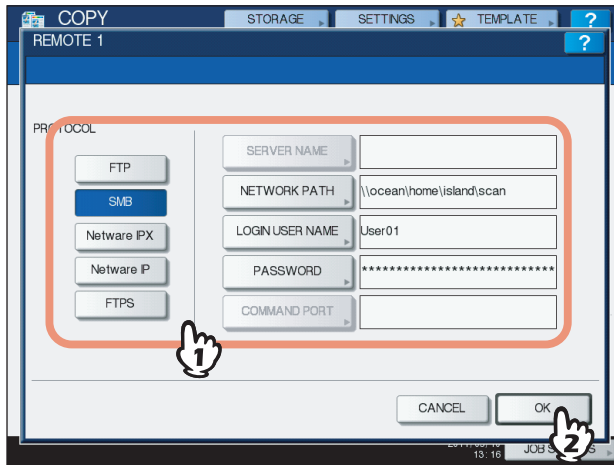 COPY STORAGE SETTINGS TEMPLATE ?
REMOTE 1 ?
PROTOCOL
FTP
SMB
Netware IPX
Netware IP
FTPS
SERVER NAME
NETWORK PATH \\ocean\home\island\scan
LOGIN USER NAME User01
PASSWORD ****************************
COMMAND PORT
1
CANCEL OK
2
13:16 JOB